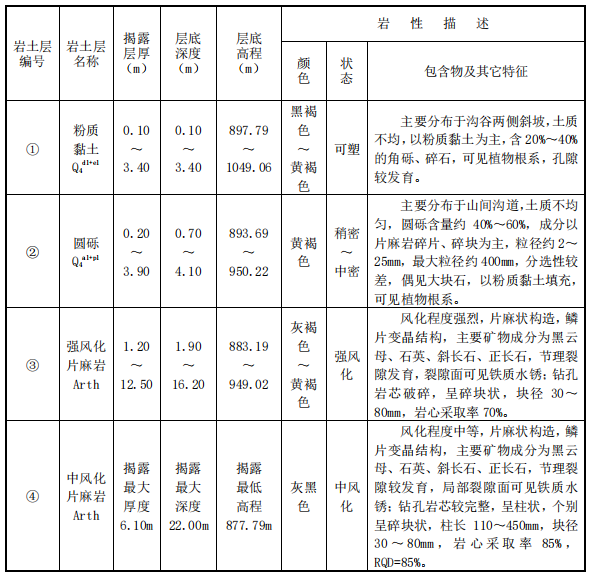 岩土层
编号
岩土层
名称
揭露
层厚
(m)
层底
深度
(m)
层底
高程
(m)
岩 性 描 述
颜
色
状
态
包含物及其它特征
①
粉质
黏土
Q4dl+el
0.10
～
3.40
0.10
～
3.40
897.79
～
1049.06
黑褐
色
～
黄褐
色
可塑
主要分布于沟谷两侧斜坡,土质
不均,以粉质黏土为主,含20%～40%
的角砾、碎石,可见植物根系,孔隙
较发育。
②
圆砾
Q4al+pl
0.20
～
3.90
0.70
～
4.10
893.69
～
950.22
黄褐色
稍密
～
中密
主要分布于山间沟道,土质不均
匀,圆砾含量约 40%～60%,成分以
片麻岩碎片、碎块为主,粒径约2～
25mm,最大粒径约400mm,分选性较
差,偶见大块石,以粉质黏土填充,
可见植物根系。
③
强风化
片麻岩
Arth
1.20
～
12.50
1.90
～
16.20
883.19
～
949.02
灰褐
色
～
黄褐
色
强风
化
风化程度强烈,片麻状构造,鳞
片变晶结构,主要矿物成分为黑云
母、石英、斜长石、正长石,节理裂
隙发育,裂隙面可见铁质水锈;钻孔
岩芯破碎,呈碎块状,块径 30～
80mm,岩心采取率70%。
④
中风化
片麻岩
Arth
揭露
最大
厚度
6.10m
揭露
最大
深度
22.00m
揭露
最低
高程
877.79m
灰黑
色
中风
化
风化程度中等,片麻状构造,鳞
片变晶结构,主要矿物成分为黑云
母、石英、斜长石、正长石,节理裂
隙较发育,局部裂隙面可见铁质水
锈;钻孔岩芯较完整,呈柱状,个别
呈碎块状,柱长 110～450mm,块径
30～80mm,岩心采取率 85%,
RQD=85%。